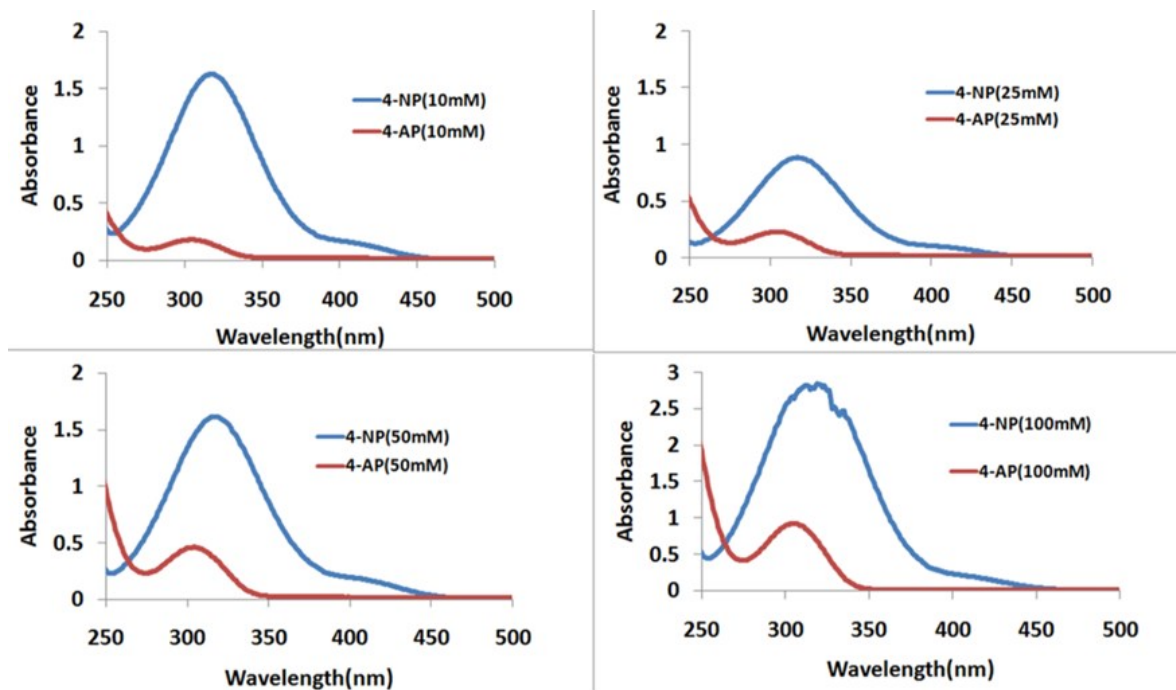 2
1.5
1
0.5
0
Absorbance
4-NP(10mM)
4-AP(10mM)
250 300 350 400 450 500
Wavelength(nm)
2
1.5
1
0.5
0
Absorbance
4-NP(25mM)
4-AP(25mM)
250 300 350 400 450 500
Wavelength(nm)
2
1.5
1
0.5
0
Absorbance
4-NP(50mM)
4-AP(50mM)
250 300 350 400 450 500
Wavelength(nm)
3
2.5
2
1.5
1
0.5
0
Absorbance
4-NP(100mM)
4-AP(100mM)
250 300 350 400 450 500
Wavelength(nm)